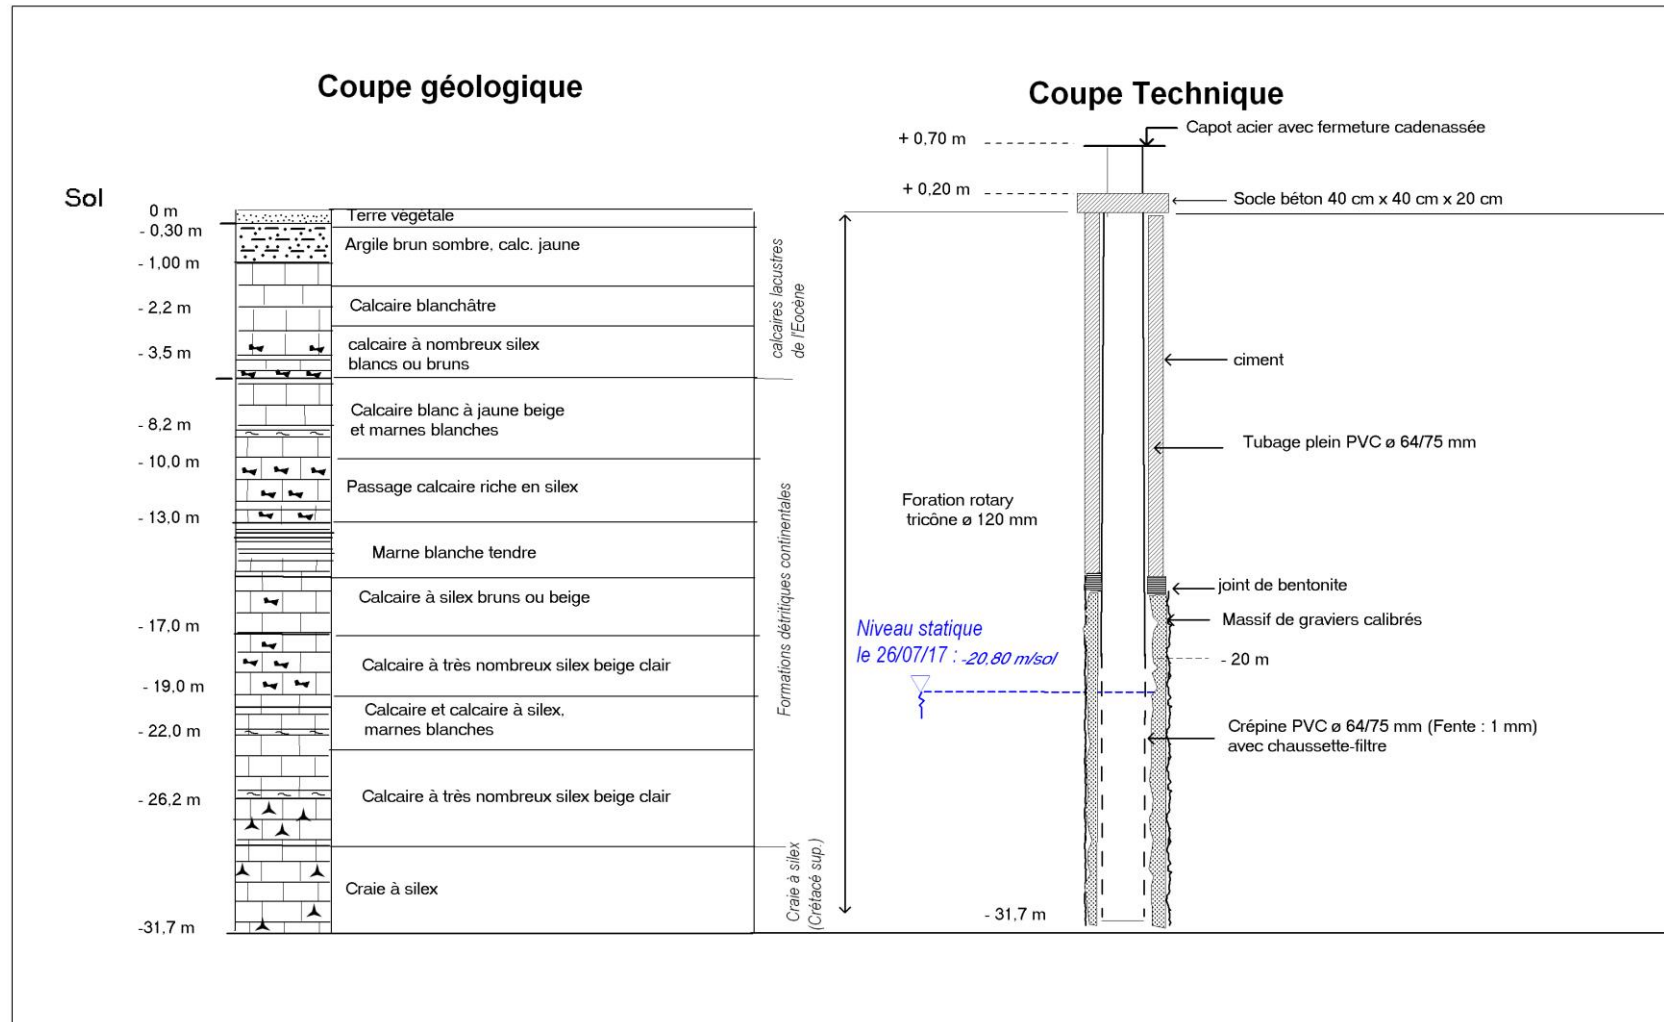 Coupe géologique
Sol
0 m
Terre végétale
- 0,30 m
Argile brun sombre, calc. jaune
- 1,00 m
- 2,2 m
Calcaire blanchâtre
- 3,5 m
calcaire à nombreux silex
blancs ou bruns
calcaires lacustres
de l'Eocène
Calcaire blanc à jaune beige
et marnes blanches
- 8,2 m
- 10,0 m
Passage calcaire riche en silex
- 13,0 m
Marne blanche tendre
Calcaire à silex bruns ou beige
- 17,0 m
Calcaire à très nombreux silex beige clair
- 19,0 m
Calcaire et calcaire à silex,
marnes blanches
- 22,0 m
Calcaire à très nombreux silex beige clair
- 26,2 m
Formations détritiques continentales
Craie à silex
-31,7 m
Craie à silex
(Crétacé sup.)
Coupe Technique
Capot acier avec fermeture cadenassée
+ 0,70 m
+ 0,20 m
Socle béton 40 cm x 40 cm x 20 cm
ciment
Tubage plein PVC ø 64/75 mm
Foration rotary
tricône ø 120 mm
joint de bentonite
Massif de graviers calibrés
Niveau statique
le 26/07/17 : -20.80 m/sol
- 20 m
Crépine PVC ø 64/75 mm (Fente : 1 mm)
avec chaussette-filtre
- 31,7 m